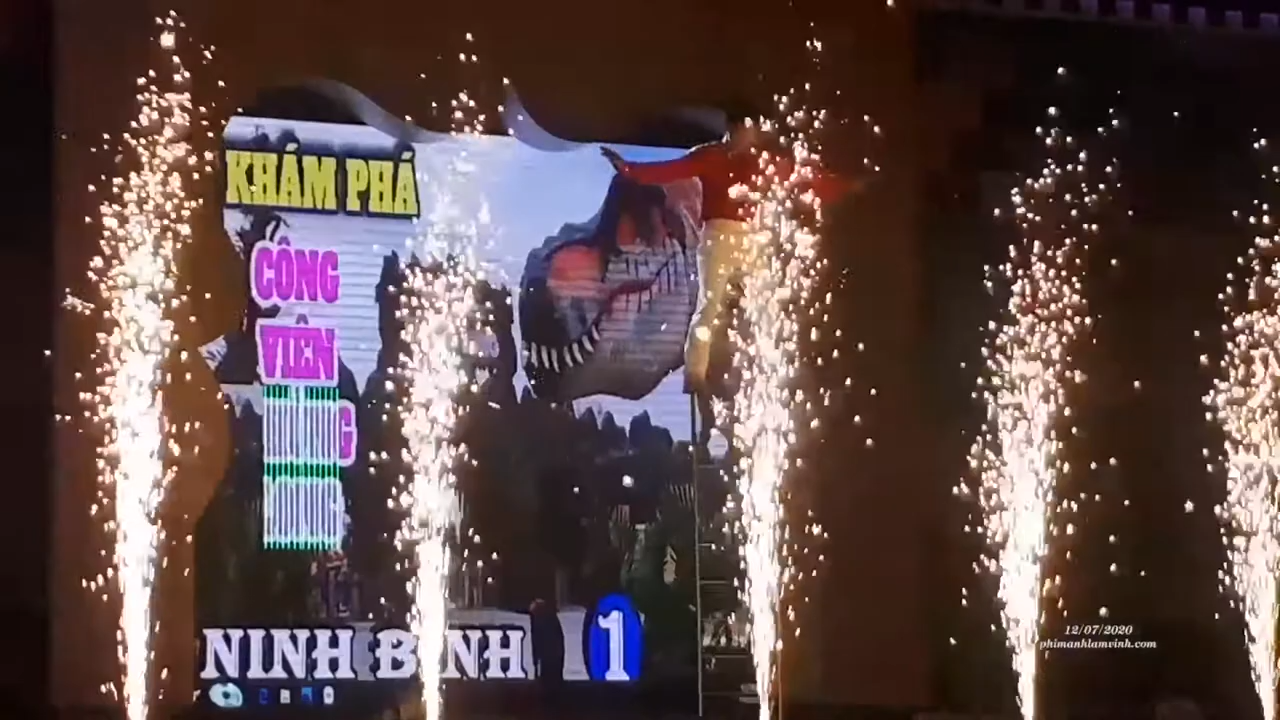 KHÁM PHÁ
CÔNG
VIÊN
NINH BÌNH 1
12/07/2020
phimanhlamvinh.com